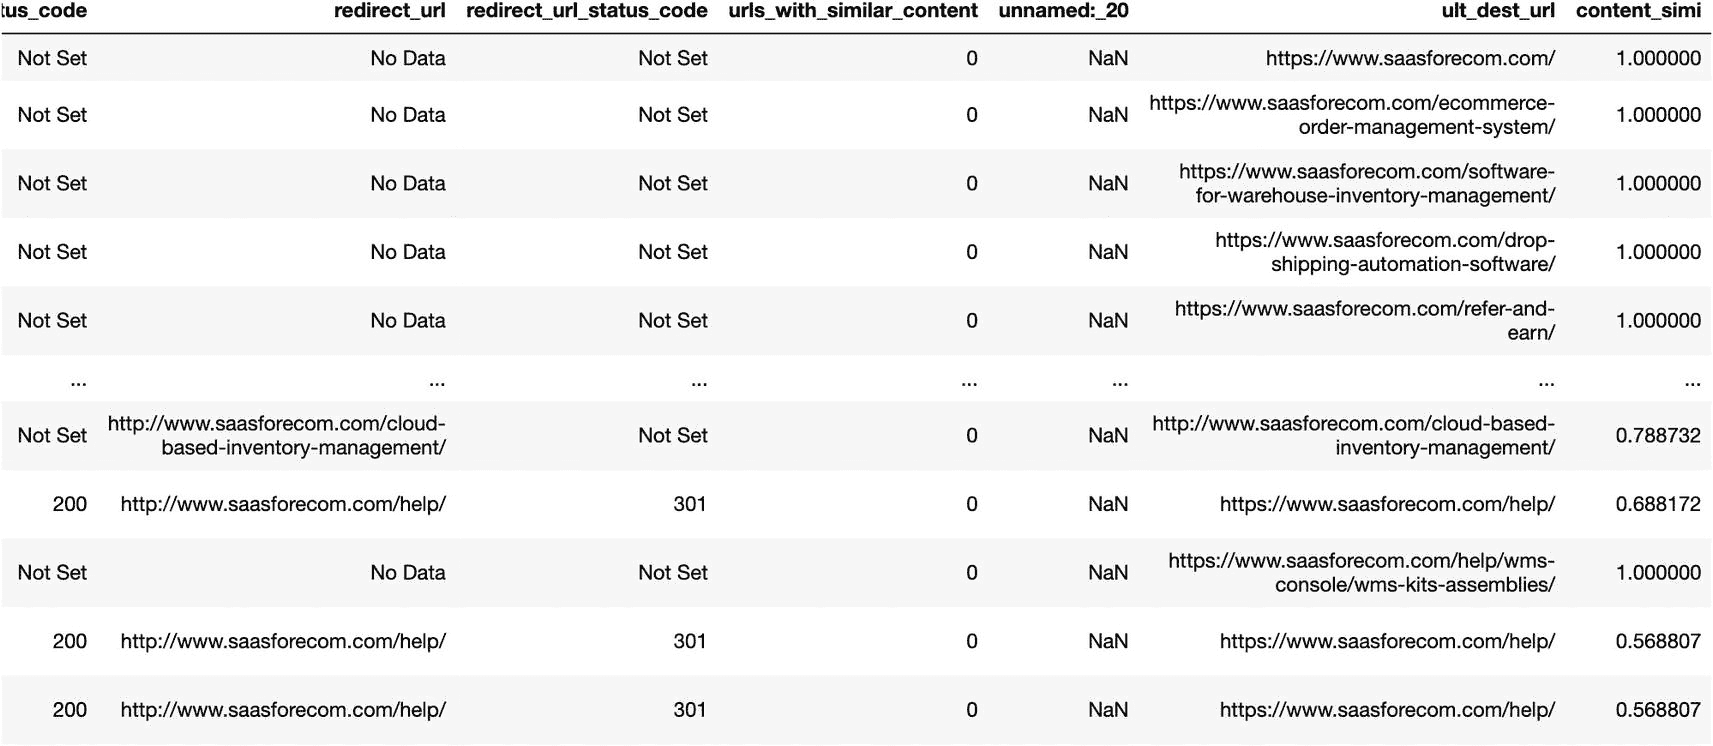 tus_code redirect_url redirect_url_status_code urls_with_similar_content unnamed:_20 ult_dest_url content_simi
Not Set No Data Not Set 0 NaN https://www.saasforecom.com/ 1.000000
Not Set No Data Not Set 0 NaN https://www.saasforecom.com/ecommerce-
order-management-system/ 1.000000
Not Set No Data Not Set 0 NaN https://www.saasforecom.com/software-
for-warehouse-inventory-management/ 1.000000
Not Set No Data Not Set 0 NaN https://www.saasforecom.com/drop-
shipping-automation-software/ 1.000000
Not Set No Data Not Set 0 NaN https://www.saasforecom.com/refer-and-
earn/ 1.000000
... ... ... ... ... ... ...
Not Set http://www.saasforecom.com/cloud-
based-inventory-management/ Not Set 0 NaN http://www.saasforecom.com/cloud-based-
inventory-management/ 0.788732
200 http://www.saasforecom.com/help/ 301 0 NaN https://www.saasforecom.com/help/ 0.688172
Not Set No Data Not Set 0 NaN https://www.saasforecom.com/help/wms-
console/wms-kits-assemblies/ 1.000000
200 http://www.saasforecom.com/help/ 301 0 NaN https://www.saasforecom.com/help/ 0.568807
200 http://www.saasforecom.com/help/ 301 0 NaN https://www.saasforecom.com/help/ 0.568807